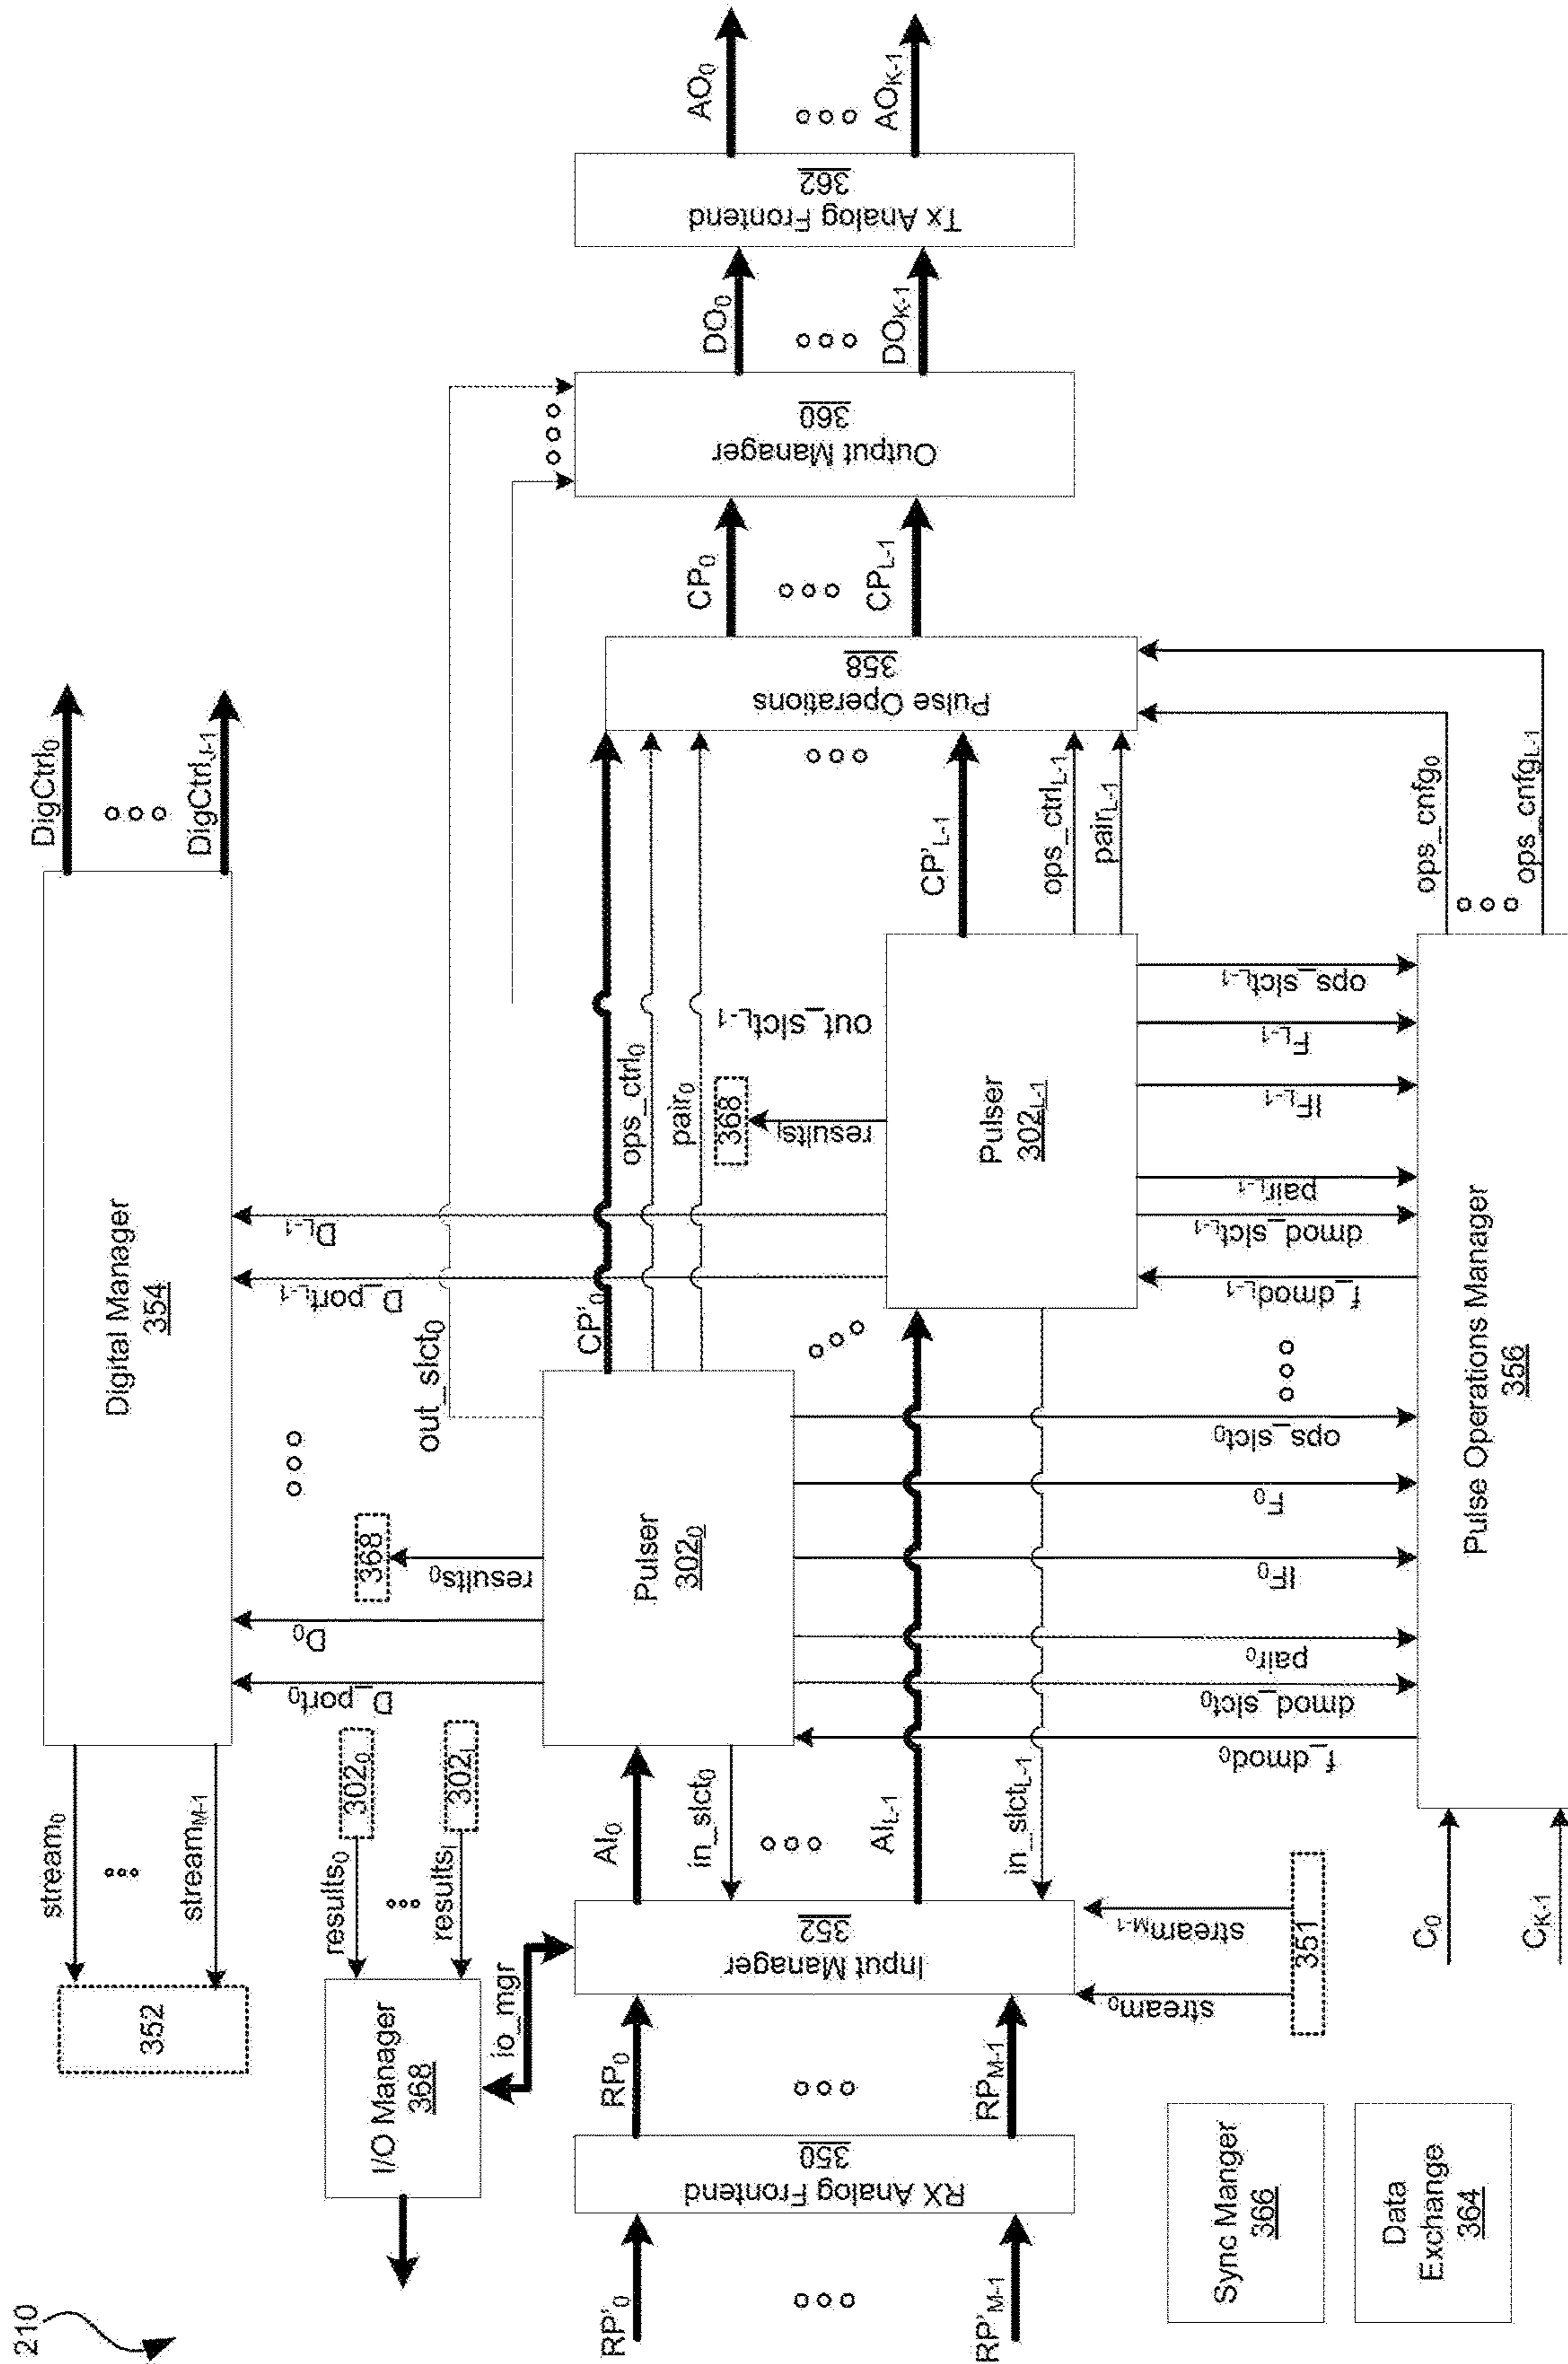 210
DigCtrl0
DigCtrlJ-1
Digital Manager
354
stream0
streamM-1
352
D_port0
D0
results0
368
out_slct0
D_portL-1
DL-1
results0
3020
resultsl
302L
I/O Manager
368
io_mgr
RP'0
RP'M-1
RX Analog Frontend
350
RP0
RPM-1
Input Manager
352
stream0
streamM-1
351
AI0
in_slct0
AIL-1
in_slctL-1
Pulser
3020
CP'0
ops_ctrl0
pair0
f_dmod0
dmod_slct0
pair0
IF0
F0
ops_slct0
Pulser
302L-1
resultsl
368
out_slctL-1
CP'L-1
ops_ctrlL-1
pairL-1
f_dmodL-1
dmod_slctL-1
pairL-1
IFL-1
FL-1
ops_slctL-1
Pulse Operations Manager
356
C0
CK-1
ops_cnfg0
ops_cnfgL-1
Pulse Operations
358
CP0
CPL-1
Output Manager
360
DO0
DOK-1
Tx Analog Frontend
362
AO0
AOK-1
Sync Manger
366
Data
Exchange
364